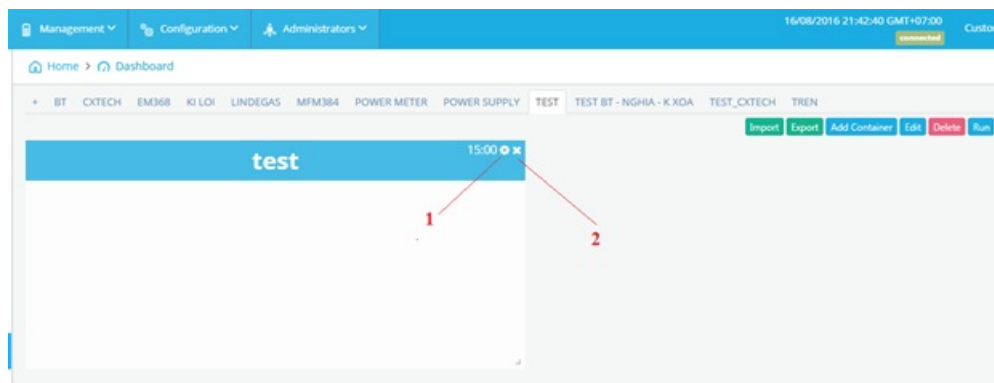 Management Configuration Administrators 16/08/2016 21:42:40 GMT+07:00
connected Custo
Home > Dashboard
+ BT CXTECH EM368 KI LOI LINDEGAS MFM384 POWER METER POWER SUPPLY TEST TEST BT - NGHIA - K XOA TEST_CXTECH TREN
Import Export Add Container Edit Delete Run
test 15:00
1
2